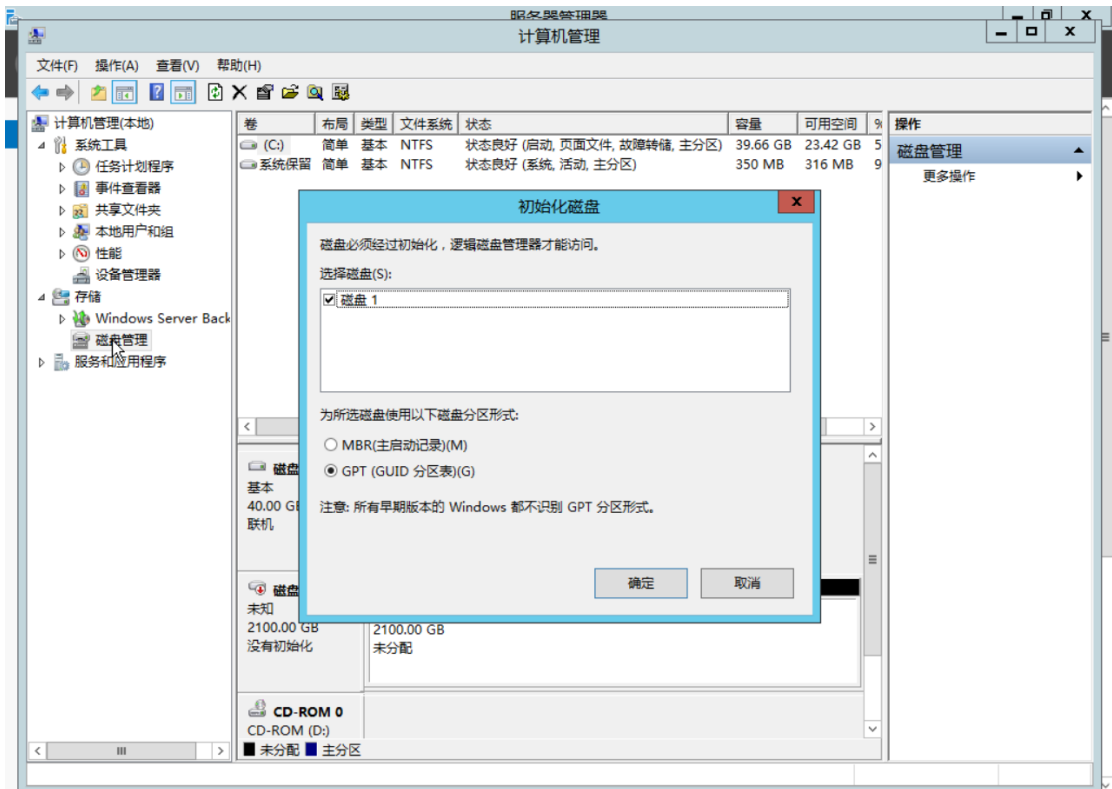 服务器管理器
计算机管理
文件(F) 操作(A) 查看(V) 帮助(H)
计算机管理(本地)
系统工具
任务计划程序
事件查看器
共享文件夹
本地用户和组
性能
设备管理器
存储
Windows Server Back
磁盘管理
服务和应用程序
卷 布局 类型 文件系统 状态 容量 可用空间 %
(C:) 简单 基本 NTFS 状态良好 (启动, 页面文件, 故障转储, 主分区) 39.66 GB 23.42 GB 5
系统保留 简单 基本 NTFS 状态良好 (系统, 活动, 主分区) 350 MB 316 MB 9
操作
磁盘管理
更多操作
初始化磁盘
磁盘必须经过初始化，逻辑磁盘管理器才能访问。
选择磁盘(S):
磁盘 1
为所选磁盘使用以下磁盘分区形式:
MBR(主启动记录)(M)
GPT (GUID 分区表)(G)
注意: 所有早期版本的 Windows 都不识别 GPT 分区形式。
确定 取消
磁盘
基本
40.00 GB
联机
磁盘
未知
2100.00 GB
没有初始化
2100.00 GB
未分配
CD-ROM 0
CD-ROM (D:)
未分配 主分区